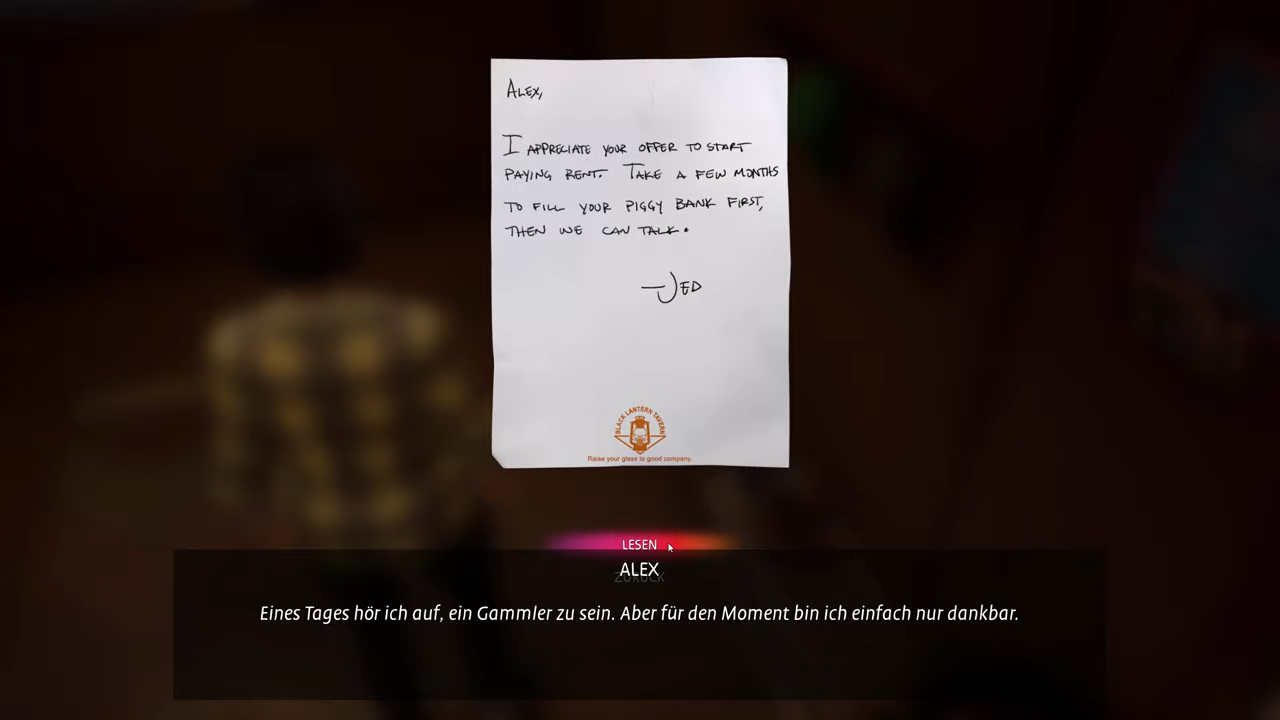 ALEX,
I APPRECIATE YOUR OFFER TO START
PAYING RENT. TAKE A FEW MONTHS
TO FILL YOUR PIGGY BANK FIRST,
THEN WE CAN TALK.
—JED
BLACK LANTERN TAVERN
Raise your glass to good company.
LESEN
ALEX
ZURÜCK
Eines Tages hör ich auf, ein Gammler zu sein. Aber für den Moment bin ich einfach nur dankbar.